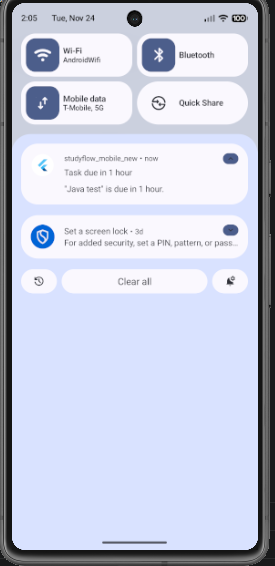 2:05 Tue, Nov 24 100
Wi-Fi
AndroidWifi
Bluetooth
Mobile data
T-Mobile, 5G
Quick Share
studyflow_mobile_new • now
Task due in 1 hour
"Java test" is due in 1 hour.
Set a screen lock • 3d
For added security, set a PIN, pattern, or pass...
Clear all